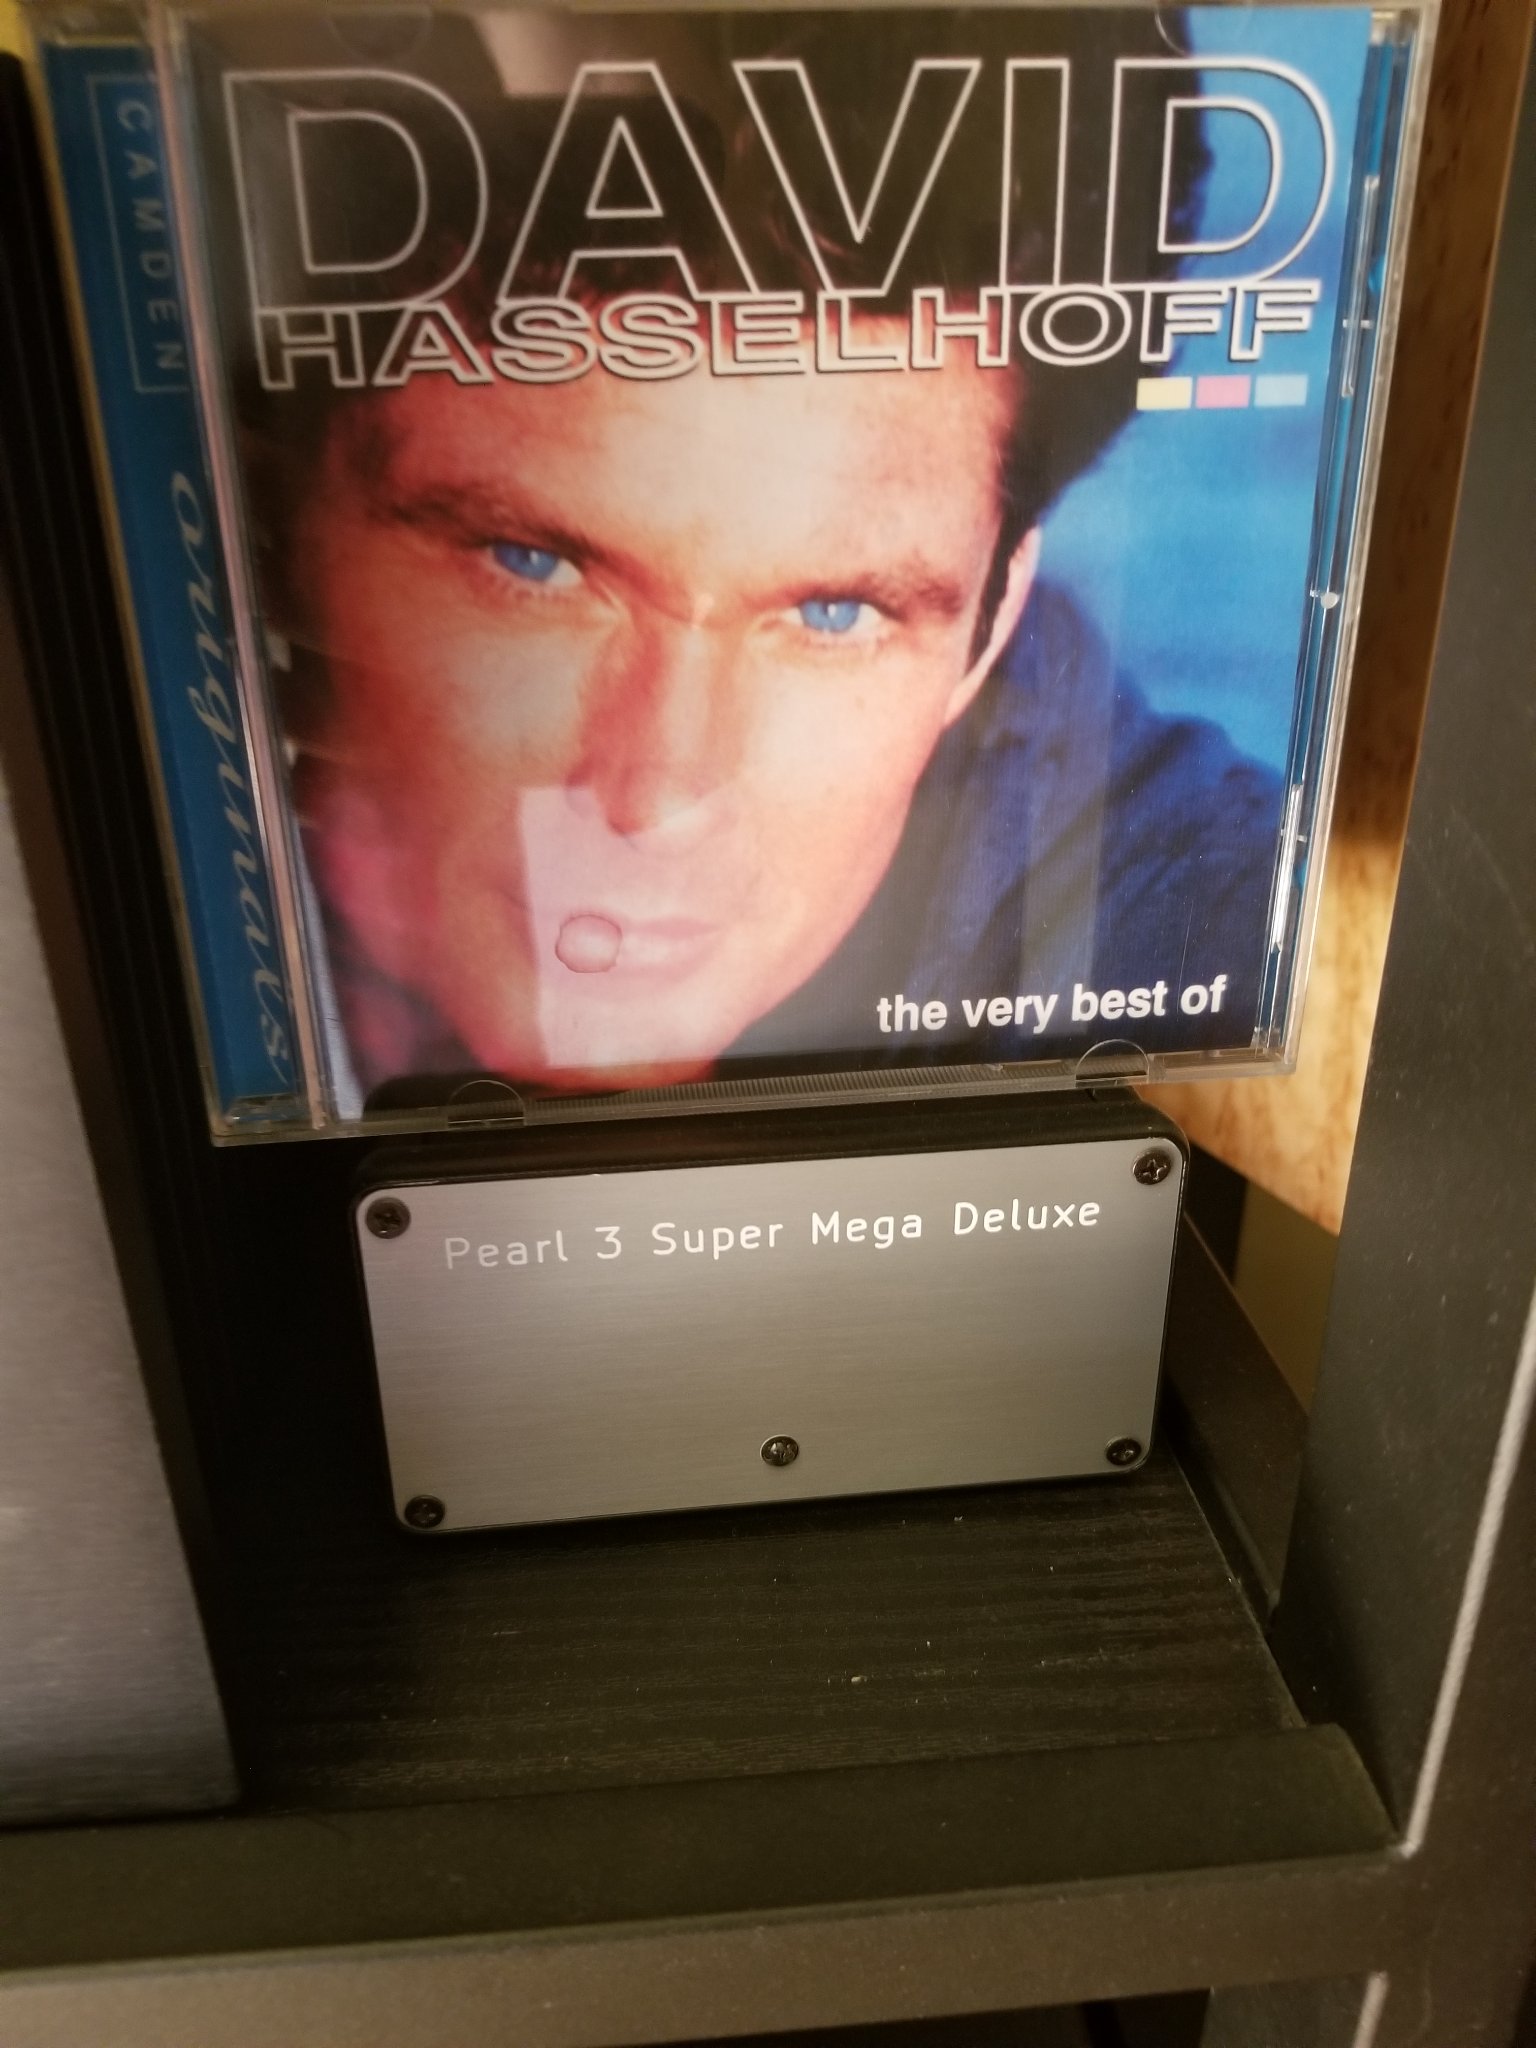 CAMDEN
originals
DAVID
HASSELHOFF
the very best of
Pearl 3 Super Mega Deluxe